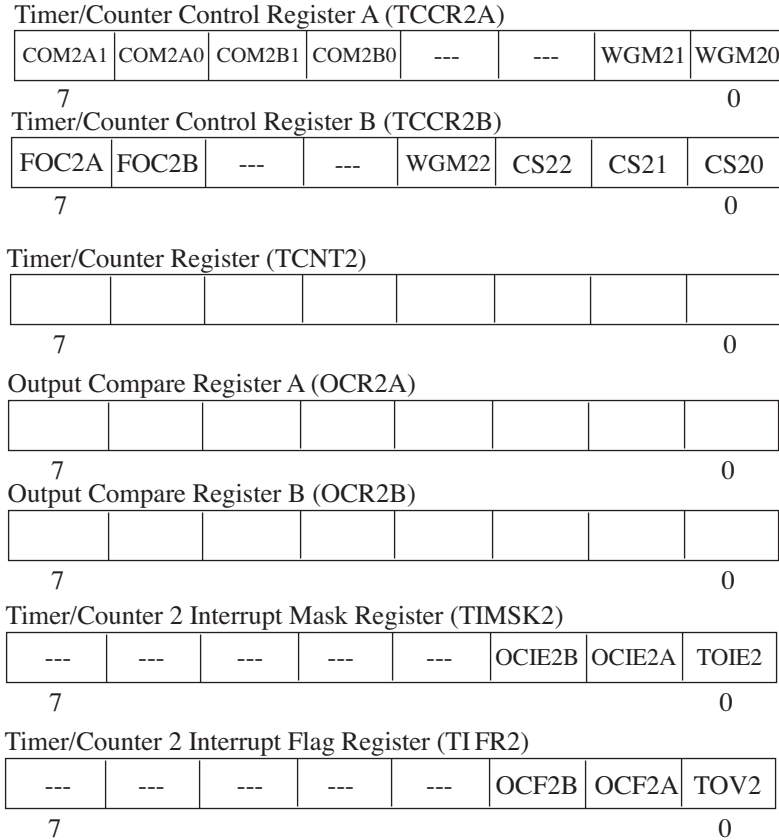 Timer/Counter Control Register A (TCCR2A)
COM2A1 COM2A0 COM2B1 COM2B0 --- --- WGM21 WGM20
7 0
Timer/Counter Control Register B (TCCR2B)
FOC2A FOC2B --- --- WGM22 CS22 CS21 CS20
7 0
Timer/Counter Register (TCNT2)
7 0
Output Compare Register A (OCR2A)
7 0
Output Compare Register B (OCR2B)
7 0
Timer/Counter 2 Interrupt Mask Register (TIMSK2)
--- --- --- --- --- OCIE2B OCIE2A TOIE2
7 0
Timer/Counter 2 Interrupt Flag Register (TIFR2)
--- --- --- --- --- OCF2B OCF2A TOV2
7 0